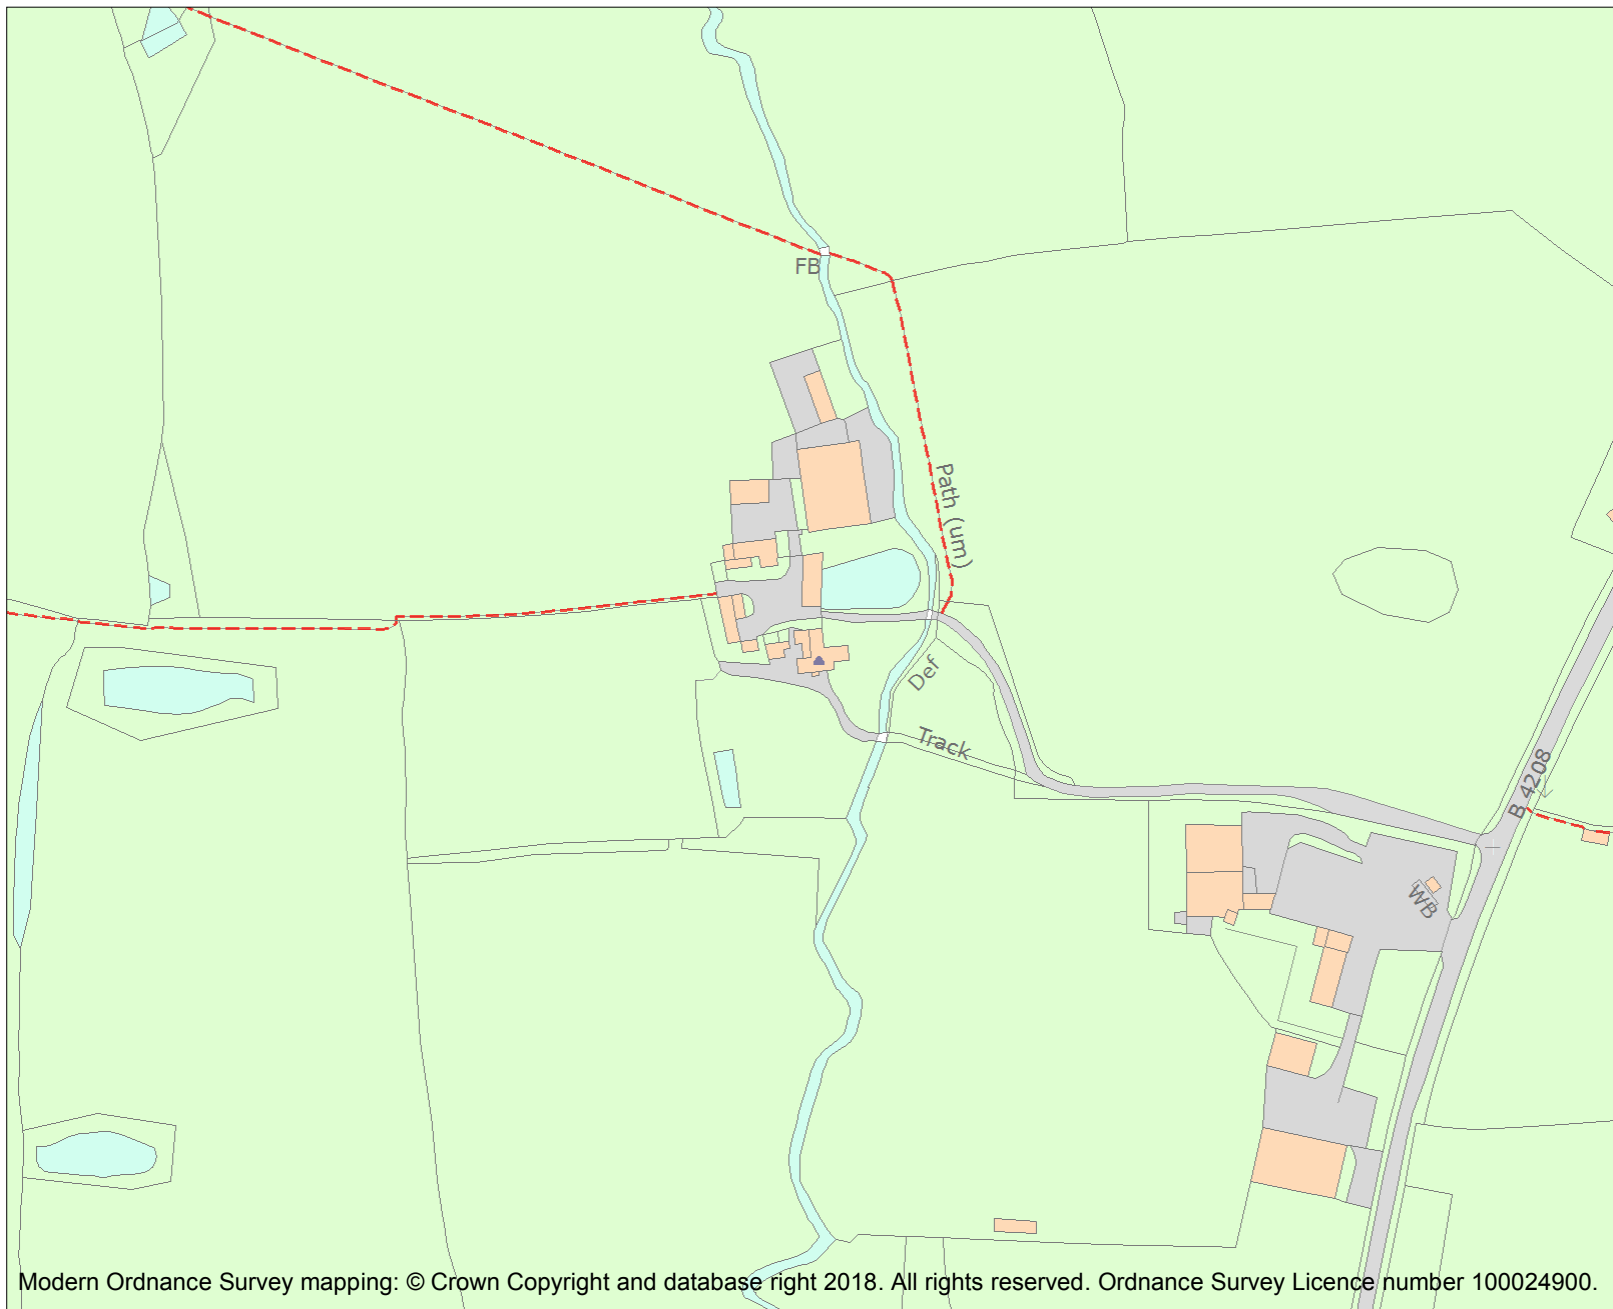 FB
Path (um)
Def
Track
B 4208
WB
Modern Ordnance Survey mapping: © Crown Copyright and database right 2018. All rights reserved. Ordnance Survey Licence number 100024900.